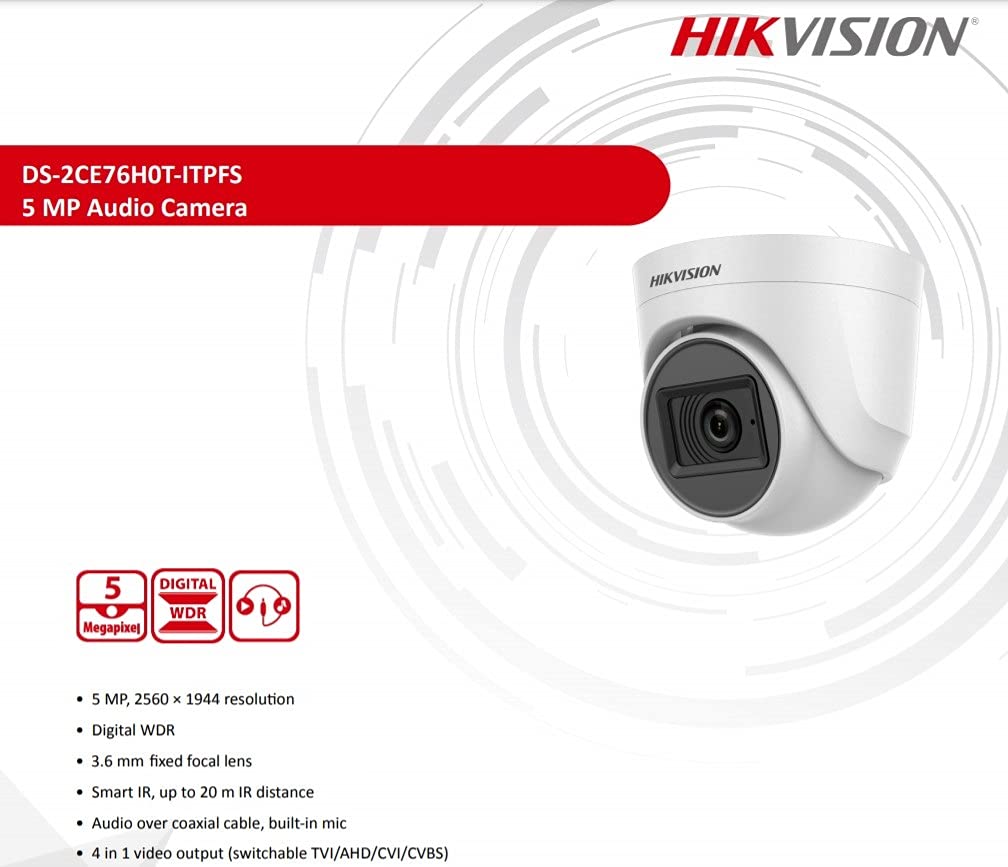 HIKVISION®
DS-2CE76H0T-ITPFS
5 MP Audio Camera
HIKVISION
5
Megapixel
DIGITAL
WDR
• 5 MP, 2560 × 1944 resolution
• Digital WDR
• 3.6 mm fixed focal lens
• Smart IR, up to 20 m IR distance
• Audio over coaxial cable, built-in mic
• 4 in 1 video output (switchable TVI/AHD/CVI/CVBS)